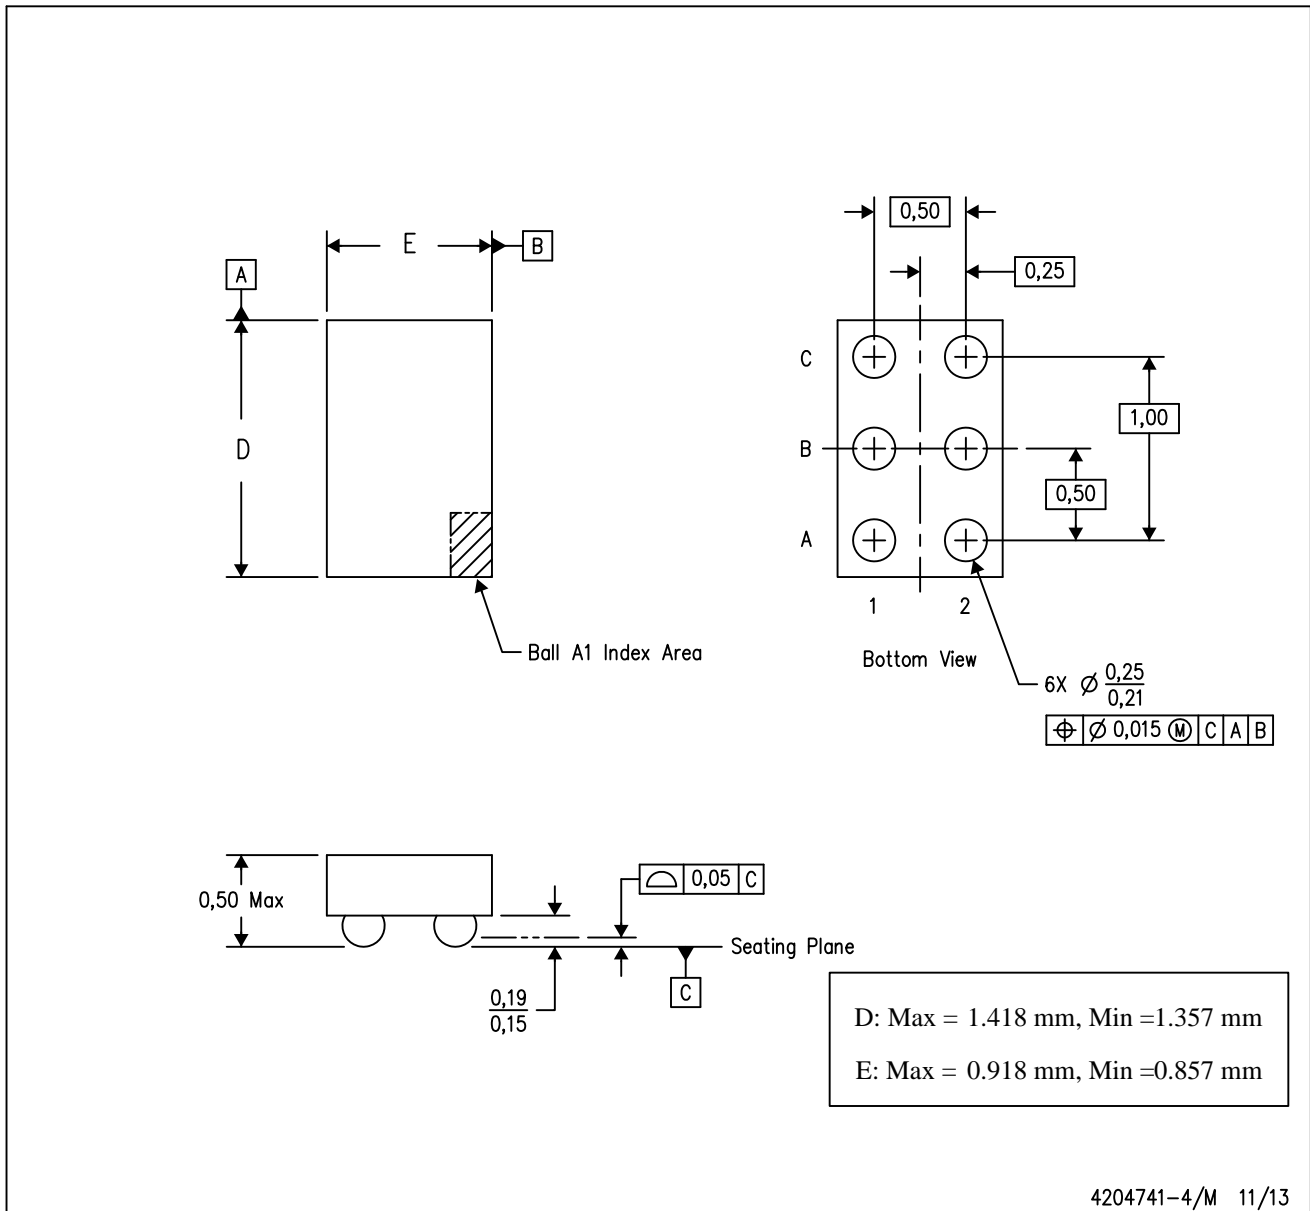 0,50
E
B
A
0,25
C
1,00
D
B
0,50
A
1 2
Ball A1 Index Area
Bottom View
6X Ø 0,25
0,21
⌖ Ø 0,015 Ⓜ C A B
0,50 Max
⌓ 0,05 C
Seating Plane
C
0,19
0,15
D: Max = 1.418 mm, Min =1.357 mm
E: Max = 0.918 mm, Min =0.857 mm
4204741-4/M 11/13